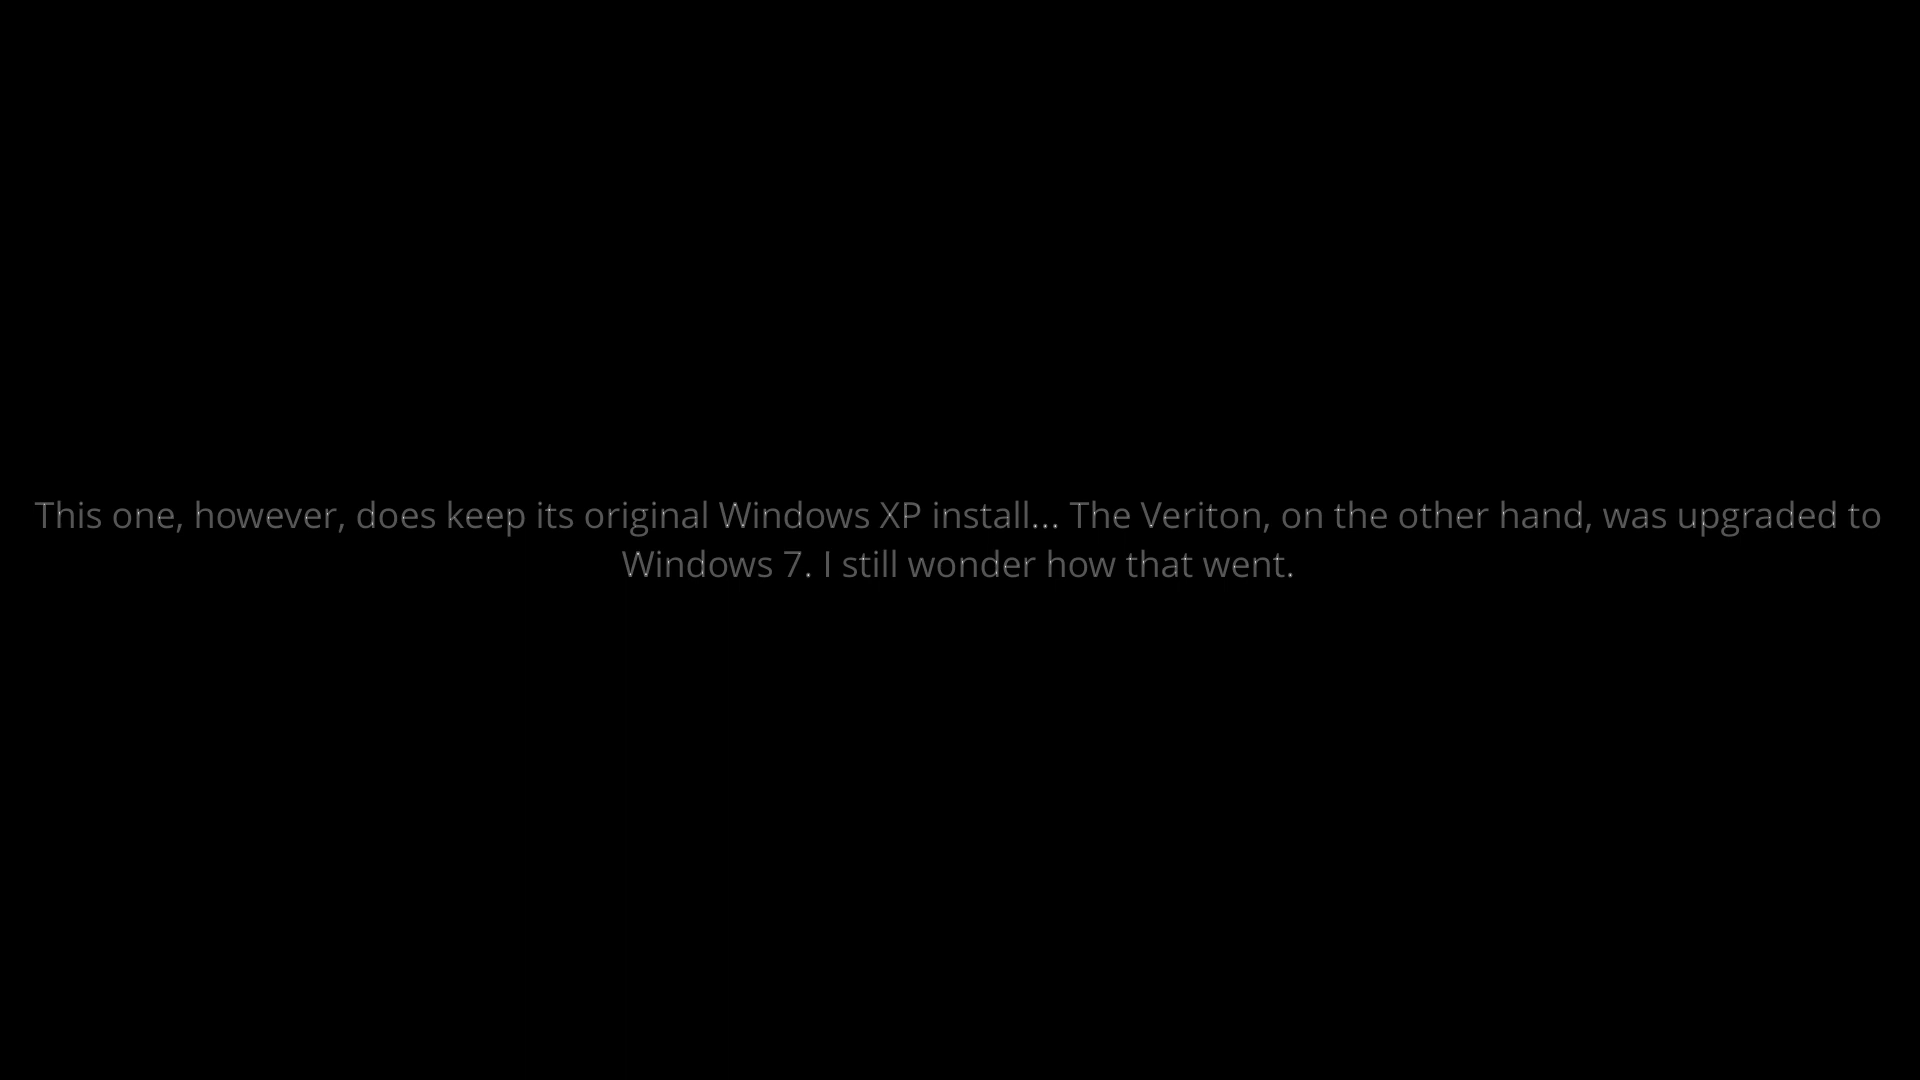 This one, however, does keep its original Windows XP install... The Veriton, on the other hand, was upgraded to
Windows 7. I still wonder how that went.